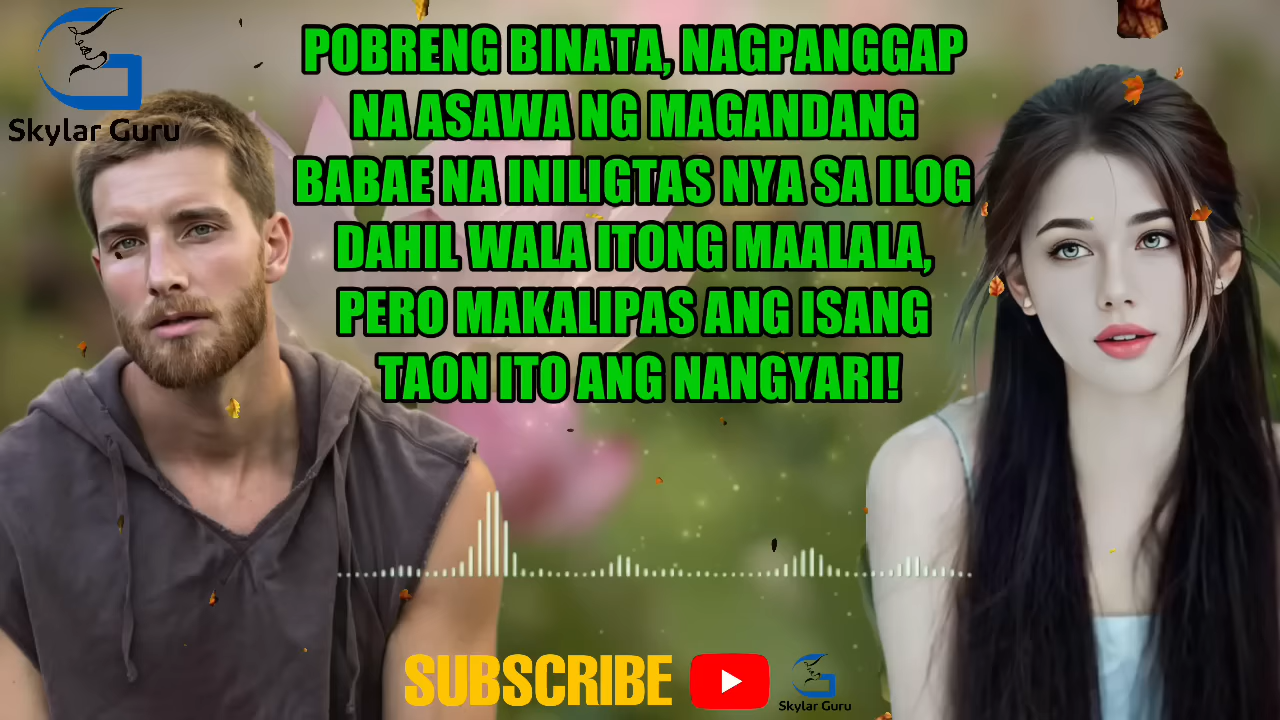 Skylar Guru
POBRENG BINATA, NAGPANGGAP
NA ASAWA NG MAGANDANG
BABAE NA INILIGTAS NYA SA ILOG
DAHIL WALA ITONG MAALALA,
PERO MAKALIPAS ANG ISANG
TAON ITO ANG NANGYARI!
SUBSCRIBE
Skylar Guru